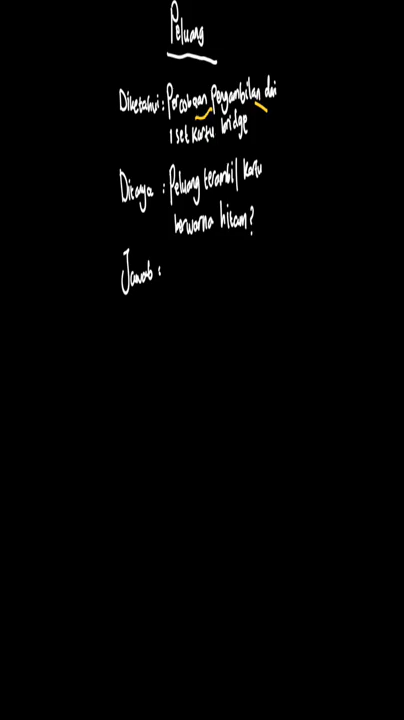 Peluang
Diketahui : Percobaan Pengambilan dari
1 set kartu bridge
Ditanya : Peluang terambil kartu
berwarna hitam?
Jawab :